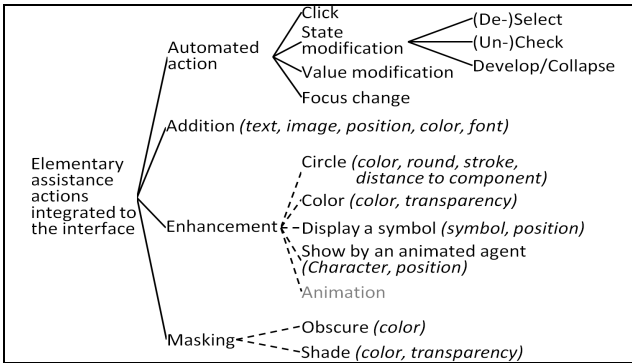 Elementary
assistance
actions
integrated to
the interface
Automated
action
Click
State
modification
(De-)Select
(Un-)Check
Develop/Collapse
Value modification
Focus change
Addition (text, image, position, color, font)
Enhancement
Circle (color, round, stroke,
distance to component)
Color (color, transparency)
Display a symbol (symbol, position)
Show by an animated agent
(Character, position)
Animation
Masking
Obscure (color)
Shade (color, transparency)